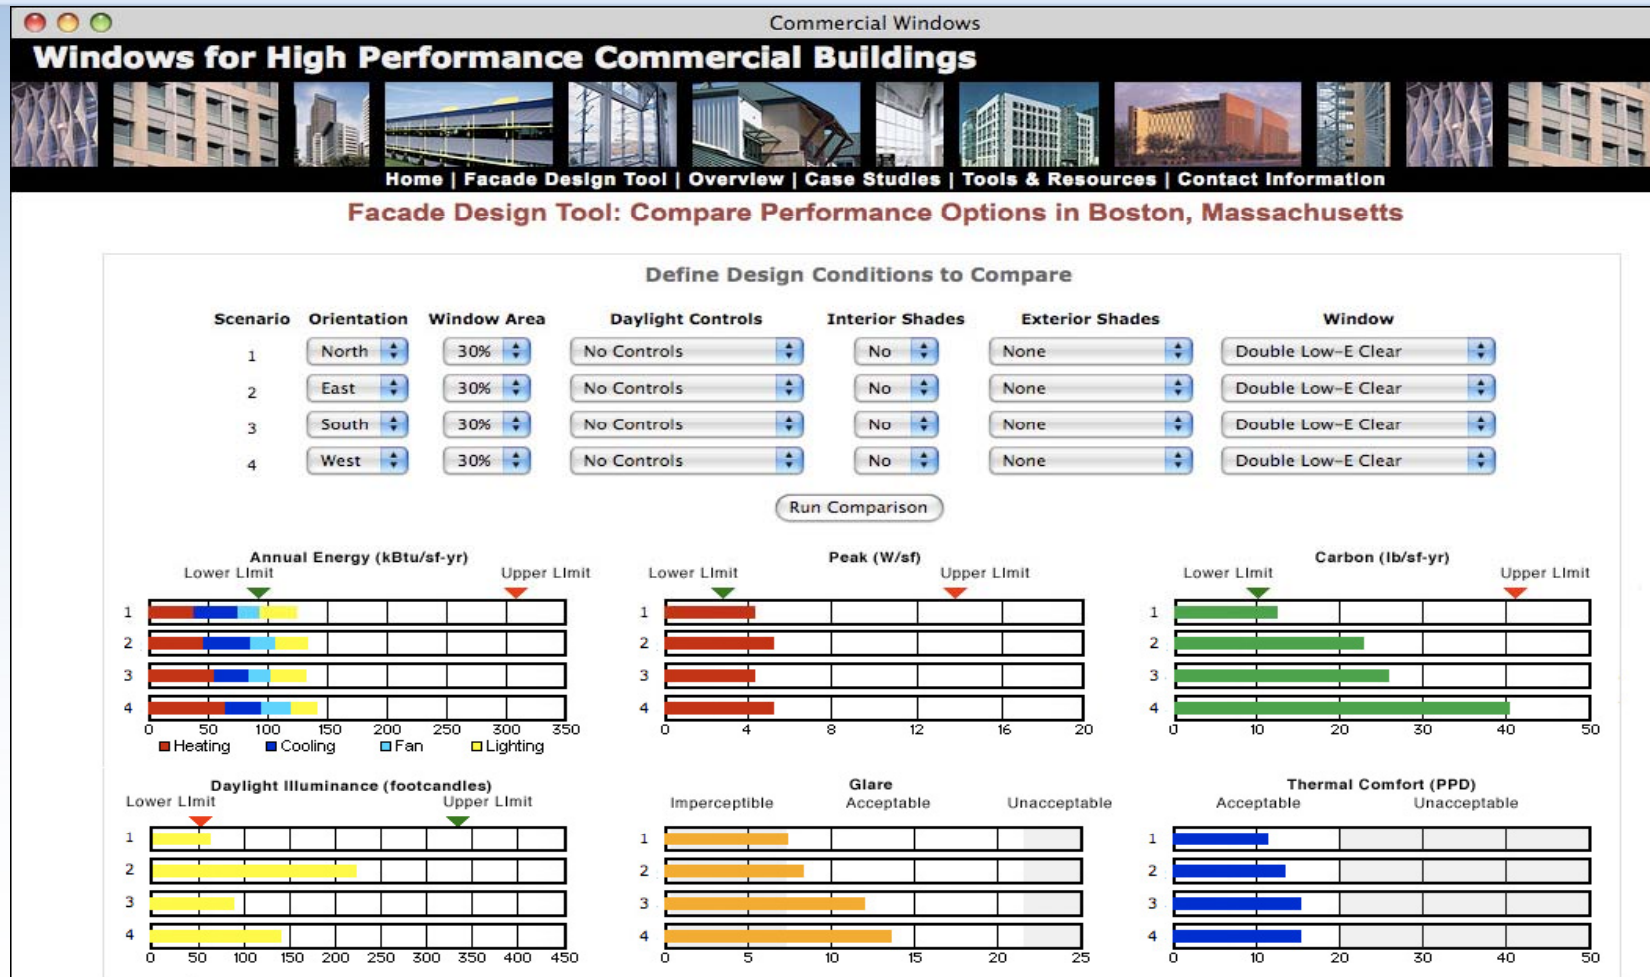 Commercial Windows
Windows for High Performance Commercial Buildings
Home | Facade Design Tool | Overview | Case Studies | Tools & Resources | Contact Information
Facade Design Tool: Compare Performance Options in Boston, Massachusetts
Define Design Conditions to Compare
Scenario Orientation Window Area Daylight Controls Interior Shades Exterior Shades Window
1 North 30% No Controls No None Double Low-E Clear
2 East 30% No Controls No None Double Low-E Clear
3 South 30% No Controls No None Double Low-E Clear
4 West 30% No Controls No None Double Low-E Clear
Run Comparison
Annual Energy (kBtu/sf-yr)
Lower LImit Upper LImit
1
2
3
4
0 50 100 150 200 250 300 350
Heating Cooling Fan Lighting
Peak (W/sf)
Lower LImit Upper LImit
1
2
3
4
0 4 8 12 16 20
Carbon (lb/sf-yr)
Lower LImit Upper LImit
1
2
3
4
0 10 20 30 40 50
Daylight Illuminance (footcandles)
Lower LImit Upper LImit
1
2
3
4
0 50 100 150 200 250 300 350 400 450
Glare
Imperceptible Acceptable Unacceptable
1
2
3
4
0 5 10 15 20 25
Thermal Comfort (PPD)
Acceptable Unacceptable
1
2
3
4
0 10 20 30 40 50